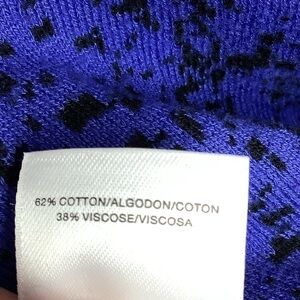 62% COTTON/ALGODON/COTON
38% VISCOSE/VISCOSA